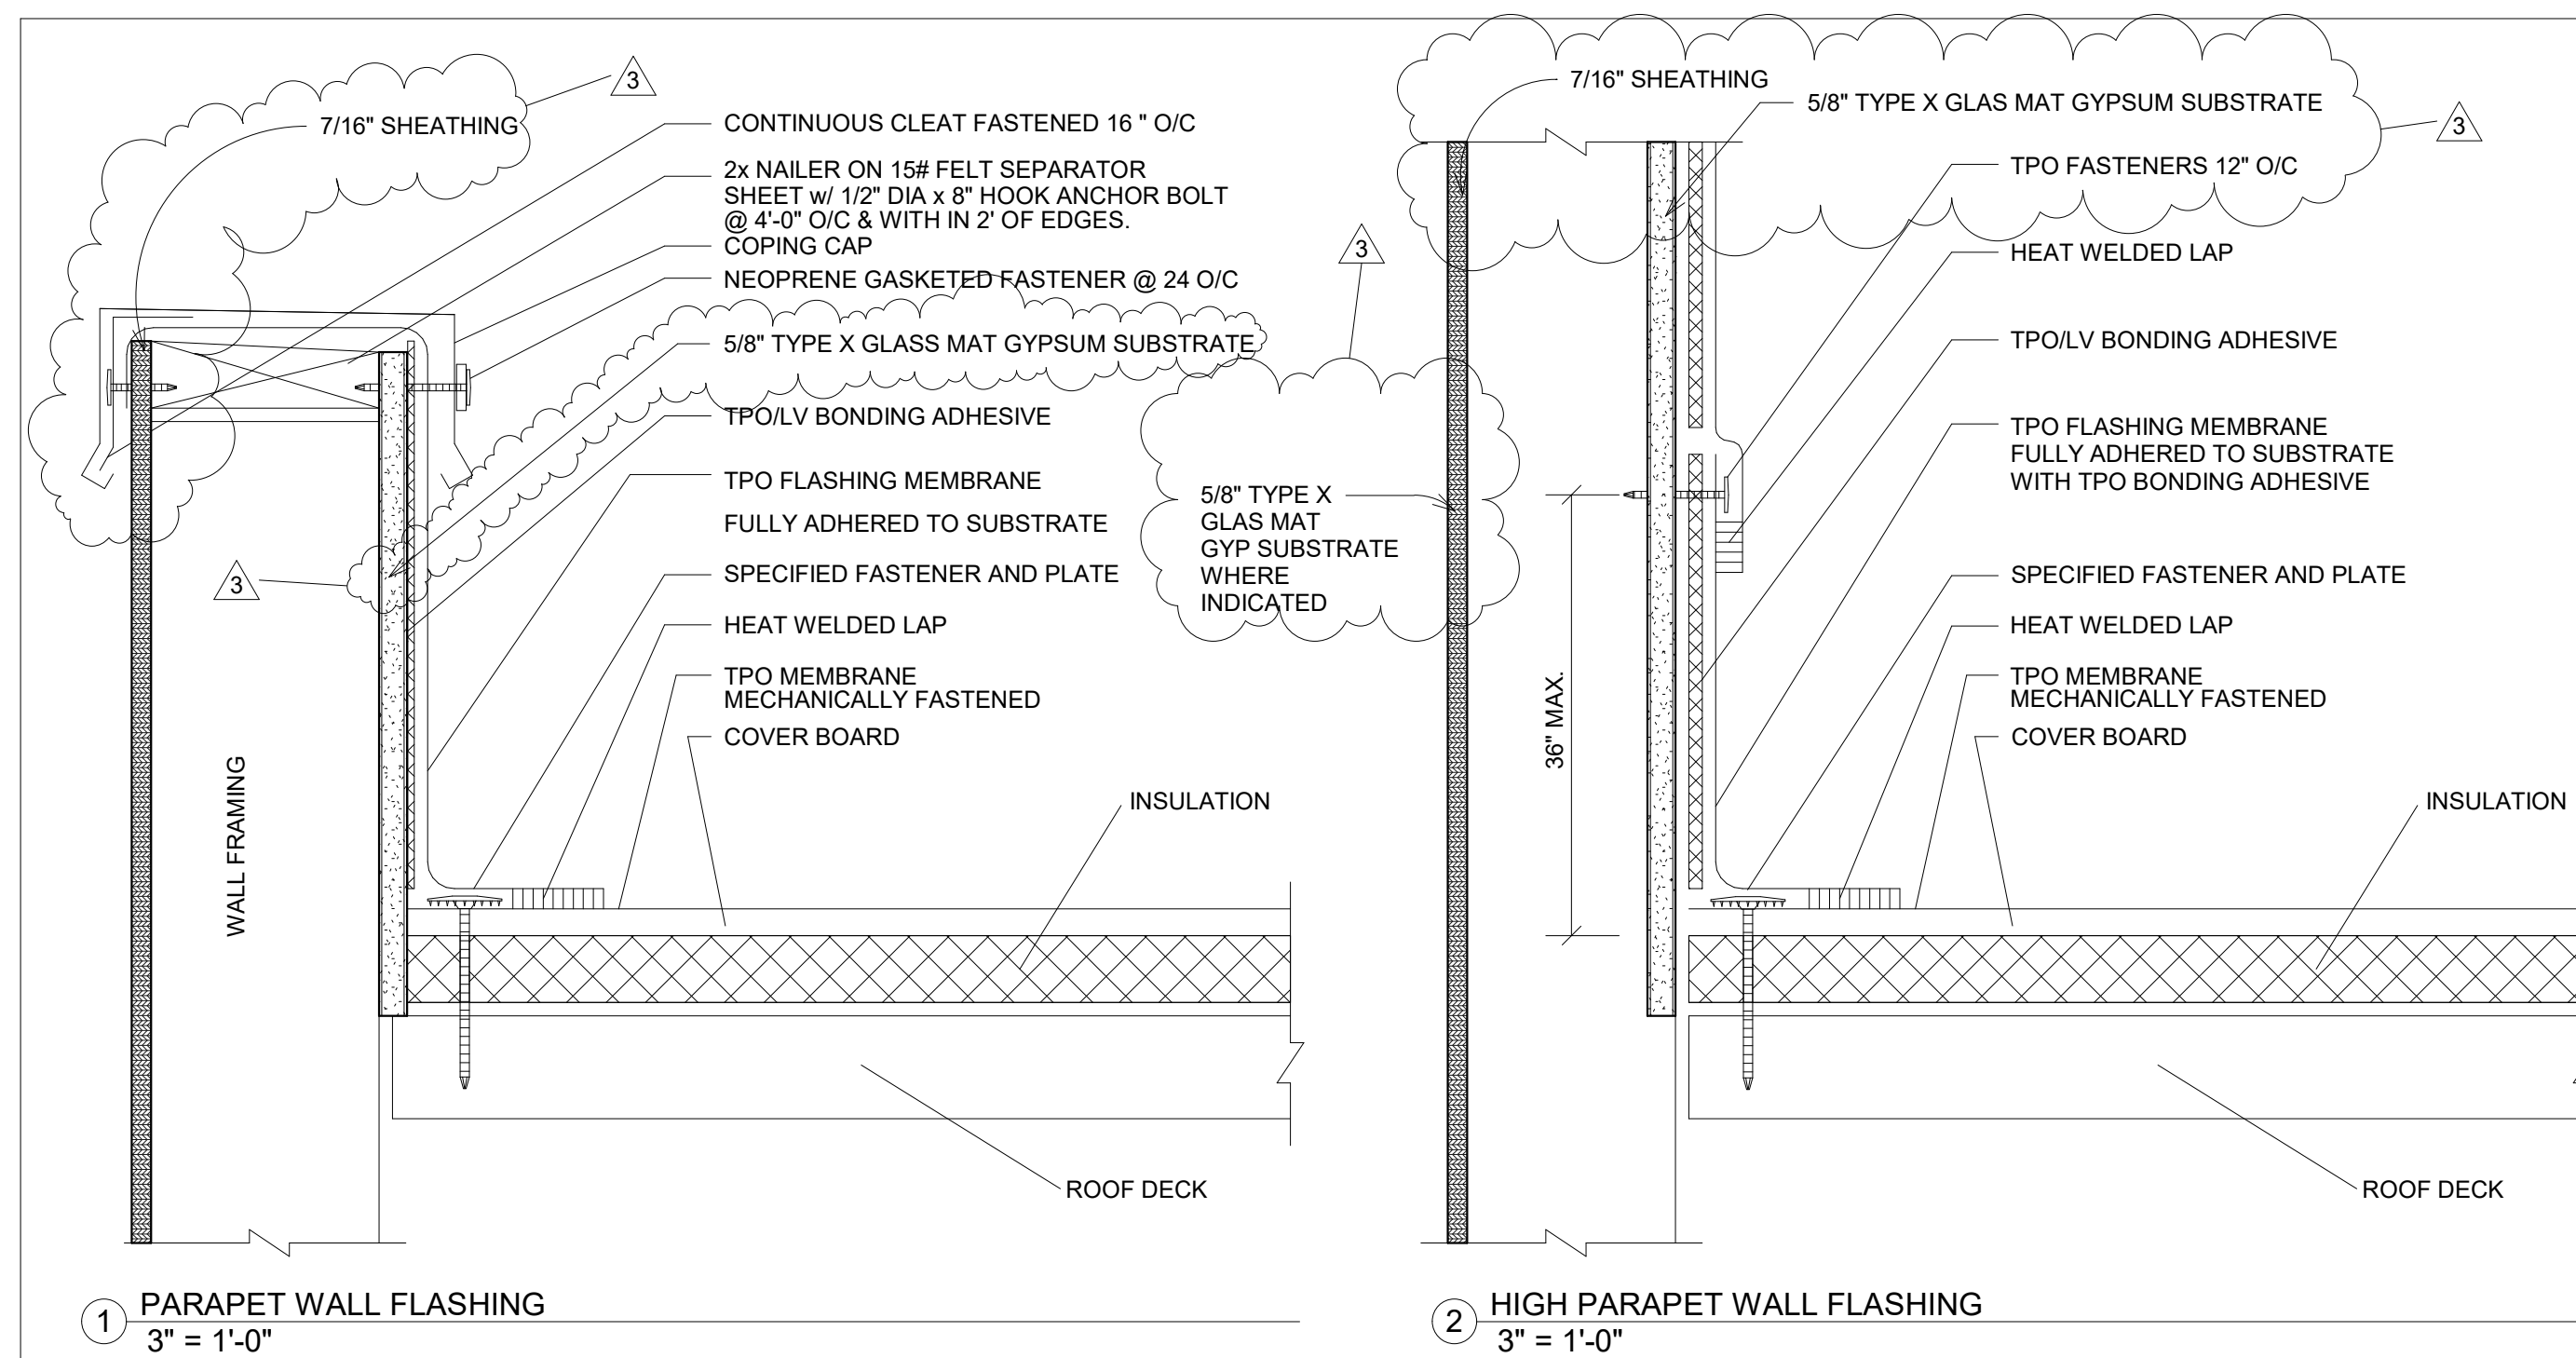 3
7/16" SHEATHING
CONTINUOUS CLEAT FASTENED 16 " O/C
2x NAILER ON 15# FELT SEPARATOR
SHEET w/ 1/2" DIA x 8" HOOK ANCHOR BOLT
@ 4'-0" O/C & WITH IN 2' OF EDGES.
COPING CAP
NEOPRENE GASKETED FASTENER @ 24 O/C
5/8" TYPE X GLASS MAT GYPSUM SUBSTRATE
TPO/LV BONDING ADHESIVE
TPO FLASHING MEMBRANE
FULLY ADHERED TO SUBSTRATE
3
SPECIFIED FASTENER AND PLATE
HEAT WELDED LAP
TPO MEMBRANE
MECHANICALLY FASTENED
COVER BOARD
INSULATION
WALL FRAMING
ROOF DECK
1
PARAPET WALL FLASHING
3" = 1'-0"
7/16" SHEATHING
5/8" TYPE X GLAS MAT GYPSUM SUBSTRATE
3
TPO FASTENERS 12" O/C
3
HEAT WELDED LAP
TPO/LV BONDING ADHESIVE
TPO FLASHING MEMBRANE
FULLY ADHERED TO SUBSTRATE
WITH TPO BONDING ADHESIVE
5/8" TYPE X
GLAS MAT
GYP SUBSTRATE
WHERE
INDICATED
SPECIFIED FASTENER AND PLATE
HEAT WELDED LAP
TPO MEMBRANE
MECHANICALLY FASTENED
COVER BOARD
36" MAX.
INSULATION
ROOF DECK
2
HIGH PARAPET WALL FLASHING
3" = 1'-0"